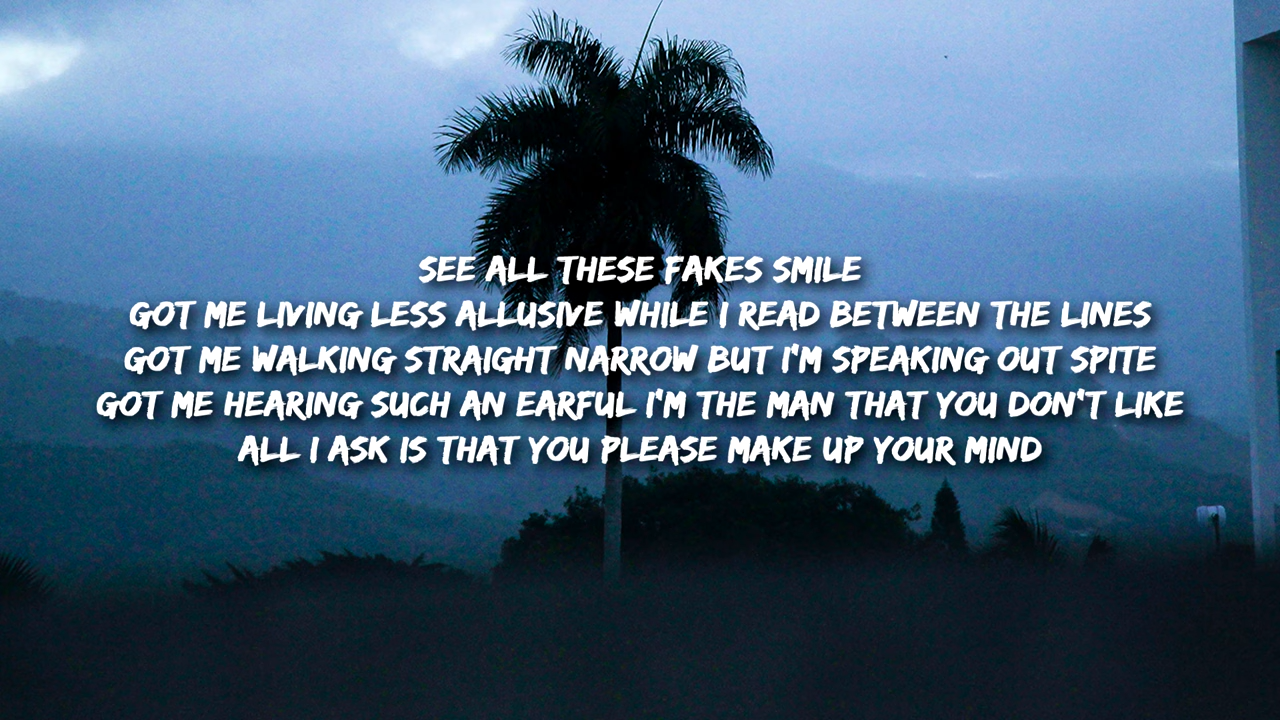 SEE ALL THESE FAKES SMILE
GOT ME LIVING LESS ALLUSIVE WHILE I READ BETWEEN THE LINES
GOT ME WALKING STRAIGHT NARROW BUT I'M SPEAKING OUT SPITE
GOT ME HEARING SUCH AN EARFUL I'M THE MAN THAT YOU DON'T LIKE
ALL I ASK IS THAT YOU PLEASE MAKE UP YOUR MIND